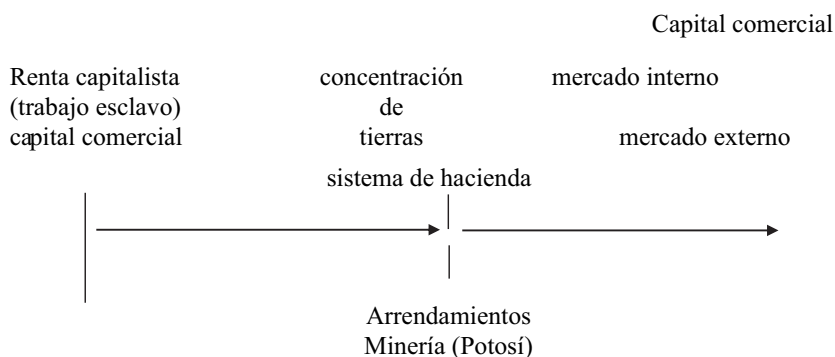 Capital comercial
Renta capitalista
(trabajo esclavo)
capital comercial
concentración
de
tierras
sistema de hacienda
mercado interno
mercado externo
Arrendamientos
Minería (Potosí)